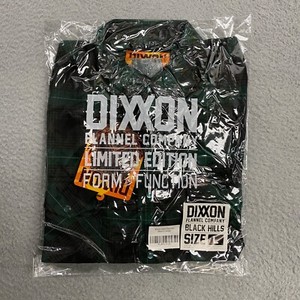 DIXXON
FLANNEL COMPANY
LIMITED EDITION
FORM & FUNCTION
DIXXON
FLANNEL COMPANY
BLACK HILLS
SIZE